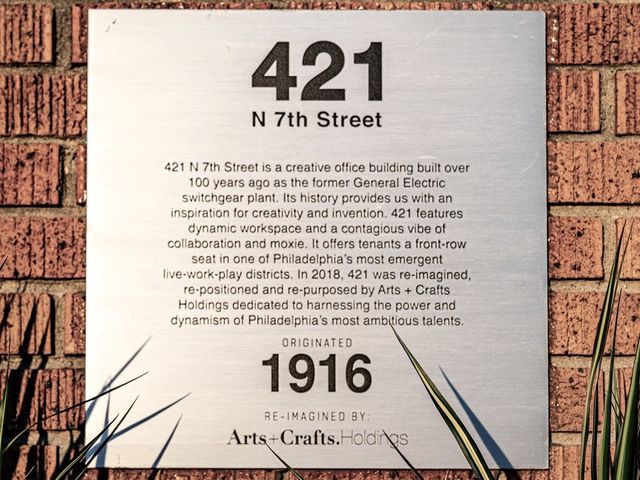 421
N 7th Street
421 N 7th Street is a creative office building built over
100 years ago as the former General Electric
switchgear plant. Its history provides us with an
inspiration for creativity and invention. 421 features
dynamic workspace and a contagious vibe of
collaboration and moxie. It offers tenants a front-row
seat in one of Philadelphia's most emergent
live-work-play districts. In 2018, 421 was re-imagined,
re-positioned and re-purposed by Arts + Crafts
Holdings dedicated to harnessing the power and
dynamism of Philadelphia's most ambitious talents.
ORIGINATED
1916
RE-IMAGINED BY:
Arts+Crafts.Holdings